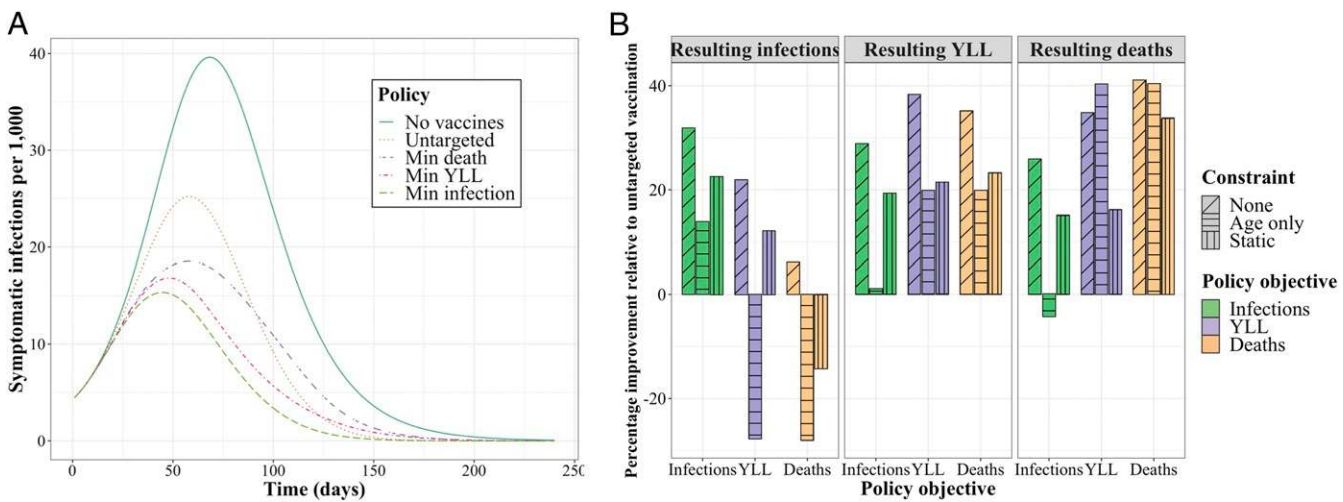 A
Symptomatic infections per 1,000
40
30
20
10
0
Policy
No vaccines
Untargeted
Min death
Min YLL
Min infection
0 50 100 150 200 250
Time (days)
B
Percentage improvement relative to untargeted vaccination
Resulting infections Resulting YLL Resulting deaths
40
20
0
-20
Infections YLL Deaths Infections YLL Deaths Infections YLL Deaths
Policy objective
Constraint
None
Age only
Static
Policy objective
Infections
YLL
Deaths